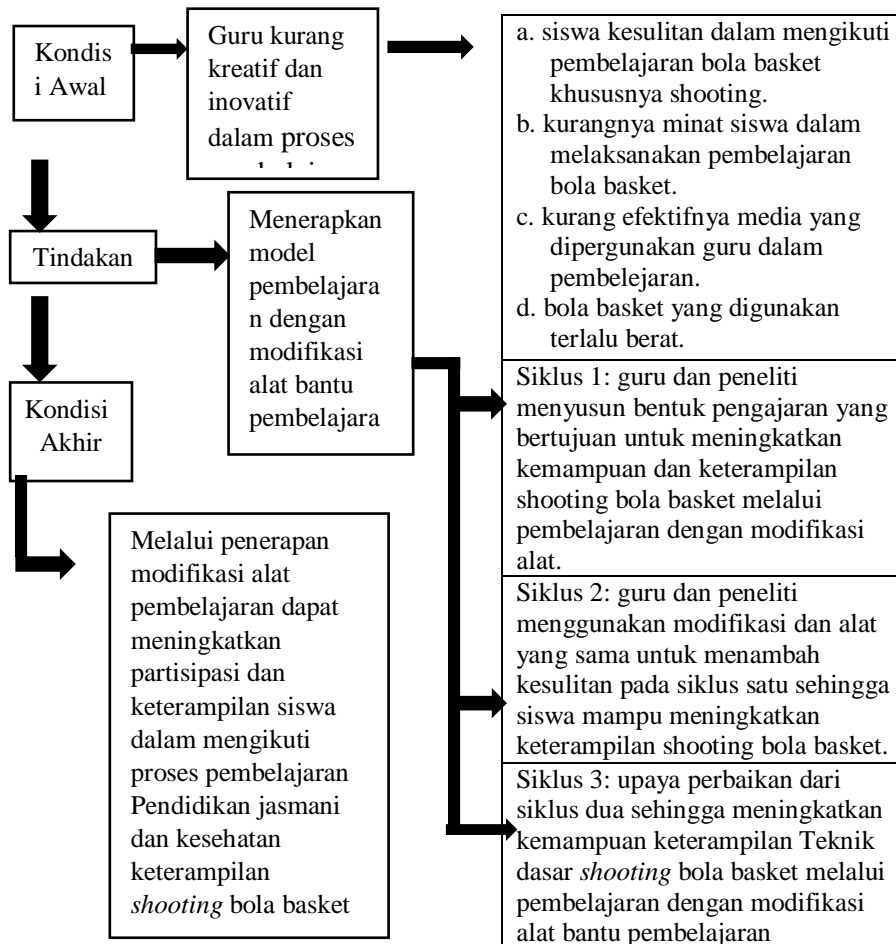 Kondis
i Awal
Guru kurang
kreatif dan
inovatif
dalam proses
a. siswa kesulitan dalam mengikuti
pembelajaran bola basket
khususnya shooting.
b. kurangnya minat siswa dalam
melaksanakan pembelajaran
bola basket.
c. kurang efektifnya media yang
dipergunakan guru dalam
pembelejaran.
d. bola basket yang digunakan
terlalu berat.
Tindakan
Menerapkan
model
pembelajara
n dengan
modifikasi
alat bantu
pembelajara
Siklus 1: guru dan peneliti
menyusun bentuk pengajaran yang
bertujuan untuk meningkatkan
kemampuan dan keterampilan
shooting bola basket melalui
pembelajaran dengan modifikasi
alat.
Siklus 2: guru dan peneliti
menggunakan modifikasi dan alat
yang sama untuk menambah
kesulitan pada siklus satu sehingga
siswa mampu meningkatkan
keterampilan shooting bola basket.
Siklus 3: upaya perbaikan dari
siklus dua sehingga meningkatkan
kemampuan keterampilan Teknik
dasar shooting bola basket melalui
pembelajaran dengan modifikasi
alat bantu pembelajaran
Kondisi
Akhir
Melalui penerapan
modifikasi alat
pembelajaran dapat
meningkatkan
partisipasi dan
keterampilan siswa
dalam mengikuti
proses pembelajaran
Pendidikan jasmani
dan kesehatan
keterampilan
shooting bola basket